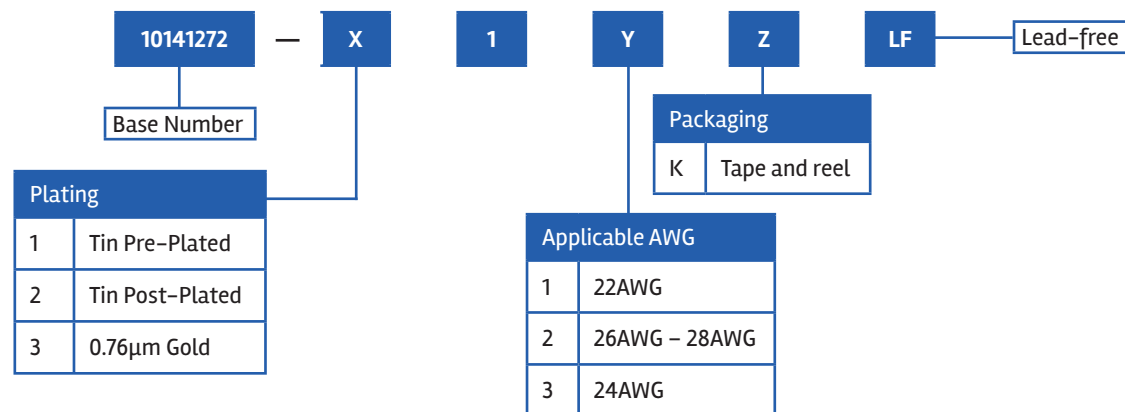 10141272 — X 1 Y Z LF Lead-free
Base Number
Packaging
K Tape and reel
Plating
1 Tin Pre-Plated
2 Tin Post-Plated
3 0.76µm Gold
Applicable AWG
1 22AWG
2 26AWG – 28AWG
3 24AWG